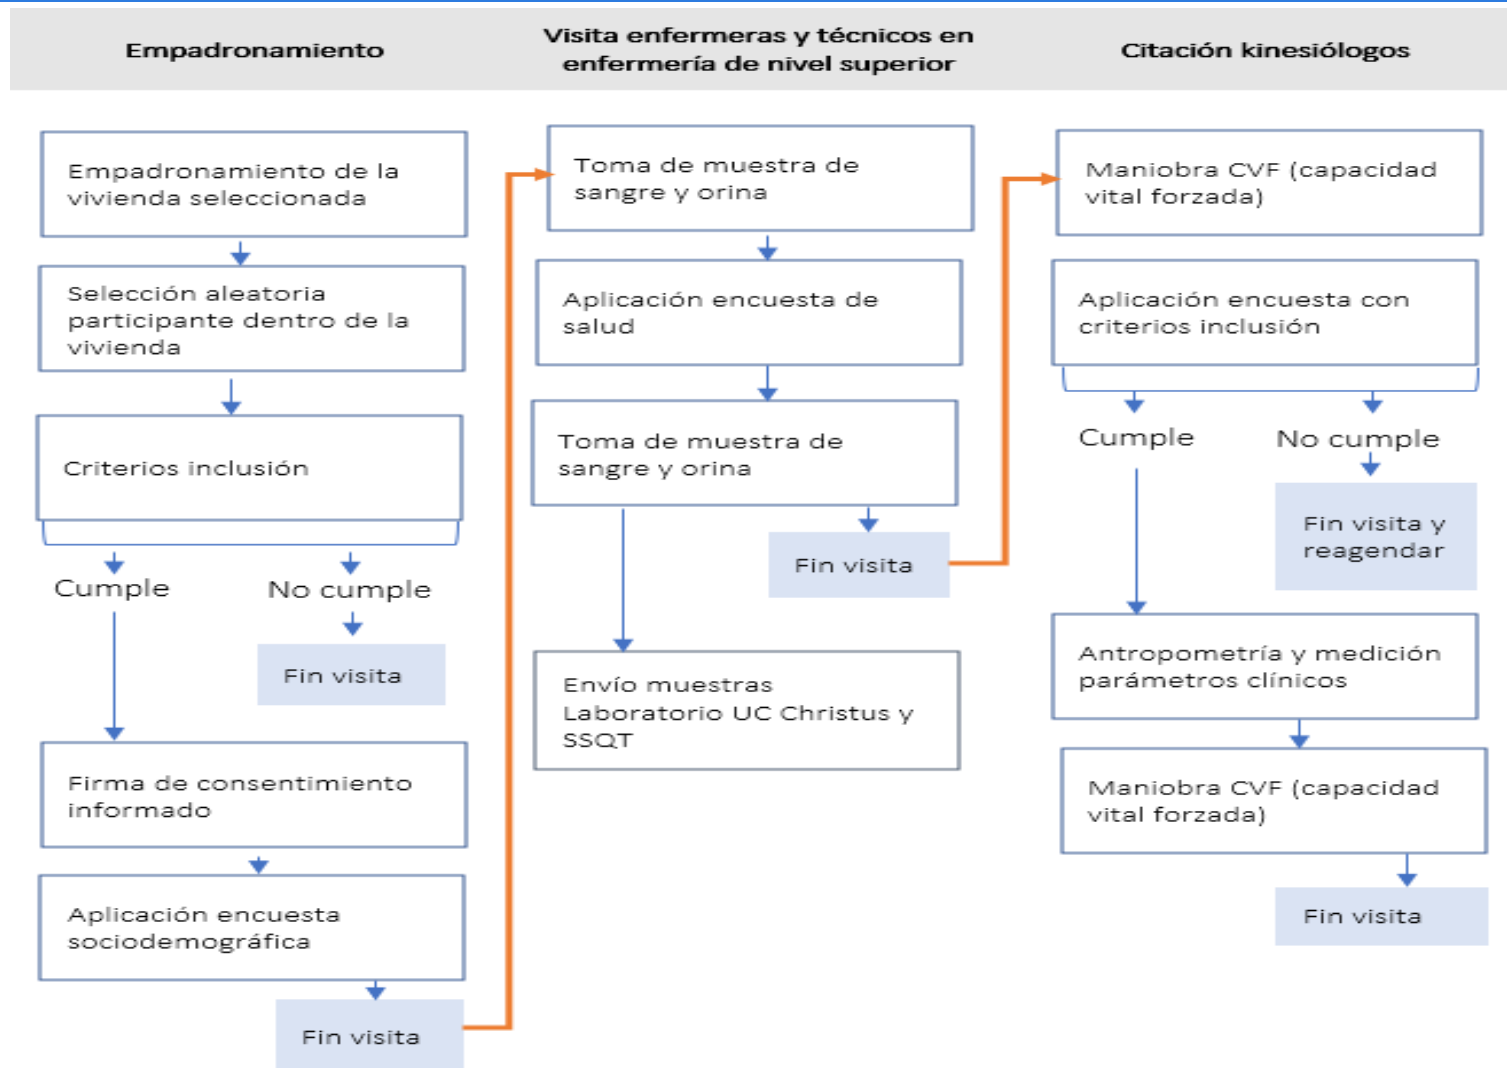 Empadronamiento
Visita enfermeras y técnicos en
enfermería de nivel superior
Citación kinesiólogos
Empadronamiento de la
vivienda seleccionada
Selección aleatoria
participante dentro de la
vivienda
Criterios inclusión
Cumple
No cumple
Fin visita
Firma de consentimiento
informado
Aplicación encuesta
sociodemográfica
Fin visita
Toma de muestra de
sangre y orina
Aplicación encuesta de
salud
Toma de muestra de
sangre y orina
Fin visita
Envío muestras
Laboratorio UC Christus y
SSQT
Maniobra CVF (capacidad
vital forzada)
Aplicación encuesta con
criterios inclusión
Cumple
No cumple
Fin visita y
reagendar
Antropometría y medición
parámetros clínicos
Maniobra CVF (capacidad
vital forzada)
Fin visita